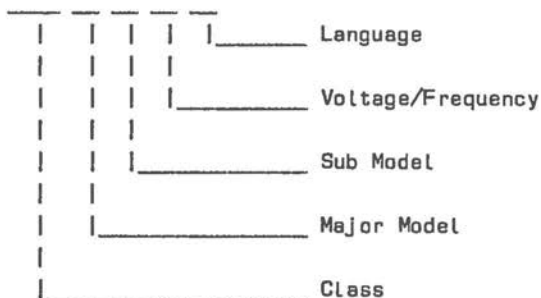 Language
Voltage/Frequency
Sub Model
Major Model
Class